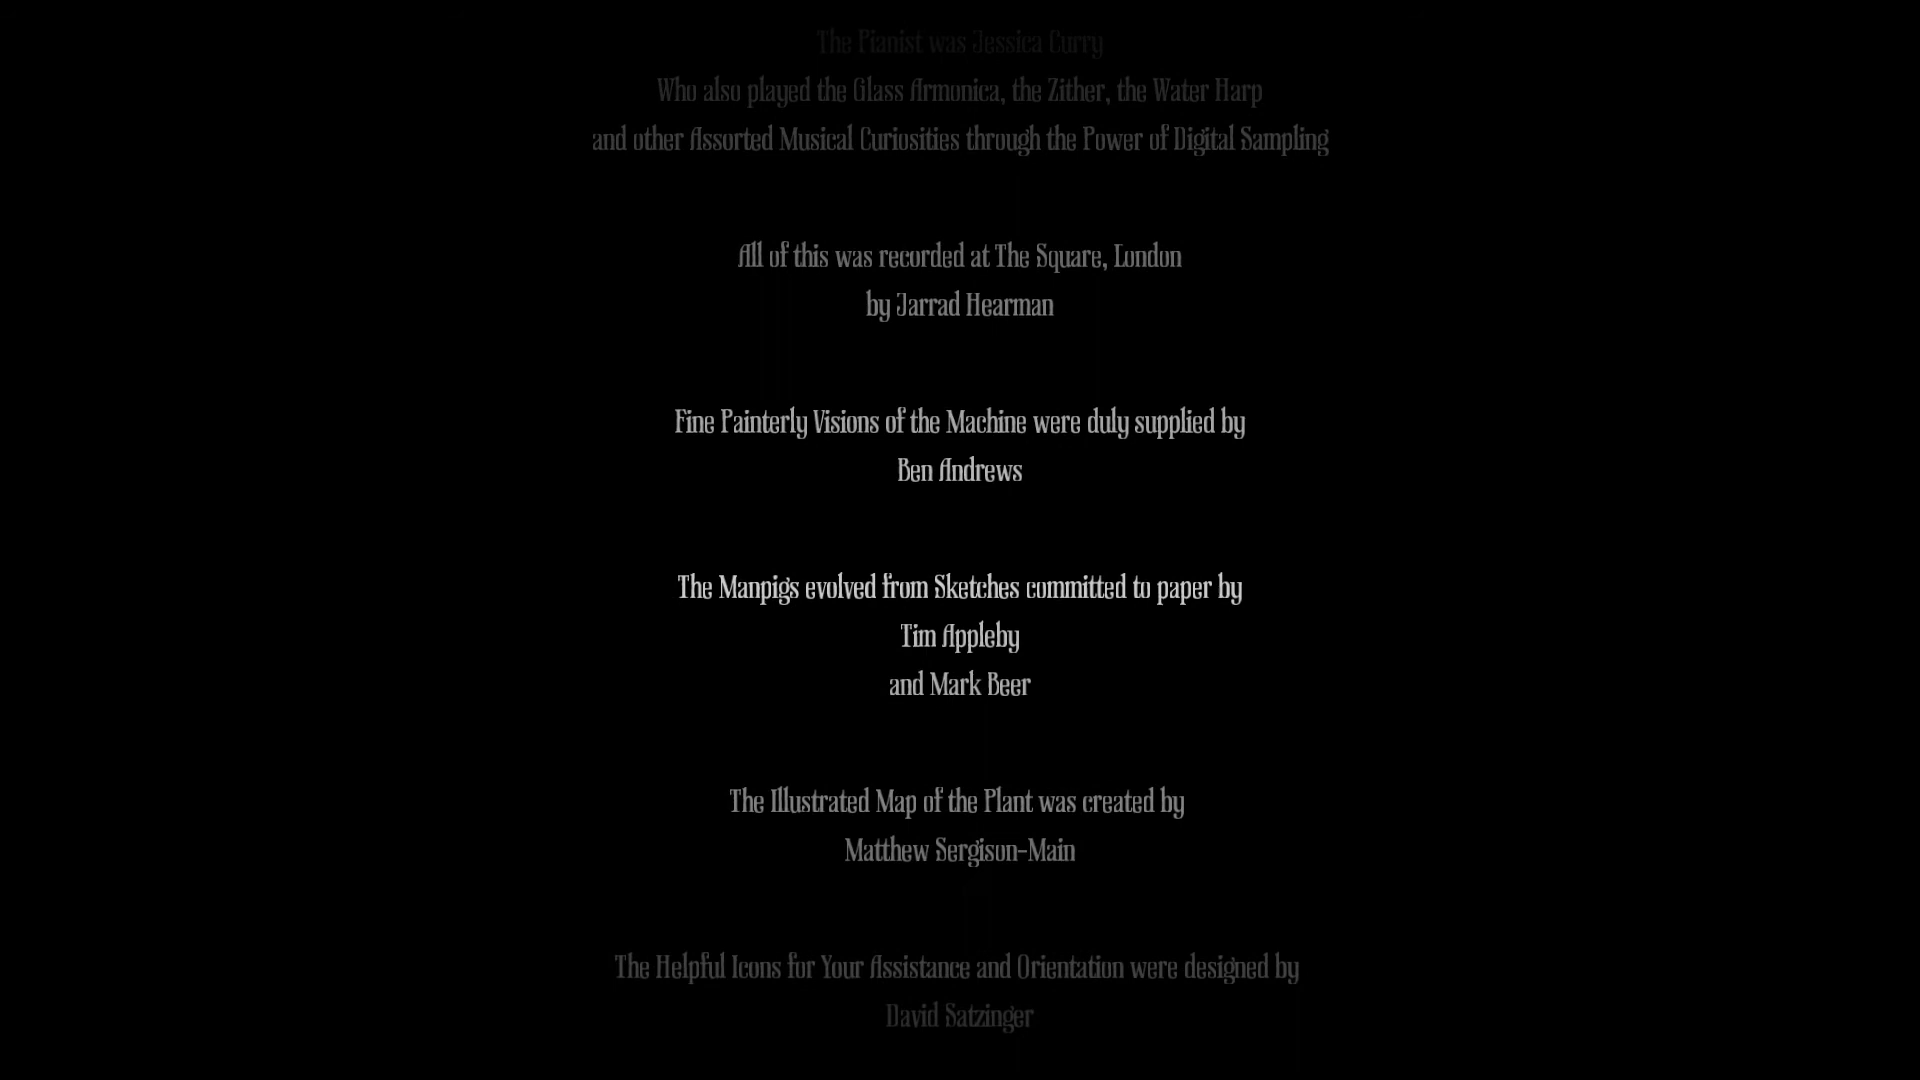 The Pianist was Jessica Curry
Who also played the Glass Armonica, the Zither, the Water Harp
and other Assorted Musical Curiosities through the Power of Digital Sampling
All of this was recorded at The Square, London
by Jarrad Hearman
Fine Painterly Visions of the Machine were duly supplied by
Ben Andrews
The Manpigs evolved from Sketches committed to paper by
Tim Appleby
and Mark Beer
The Illustrated Map of the Plant was created by
Matthew Sergison-Main
The Helpful Icons for Your Assistance and Orientation were designed by
David Satzinger